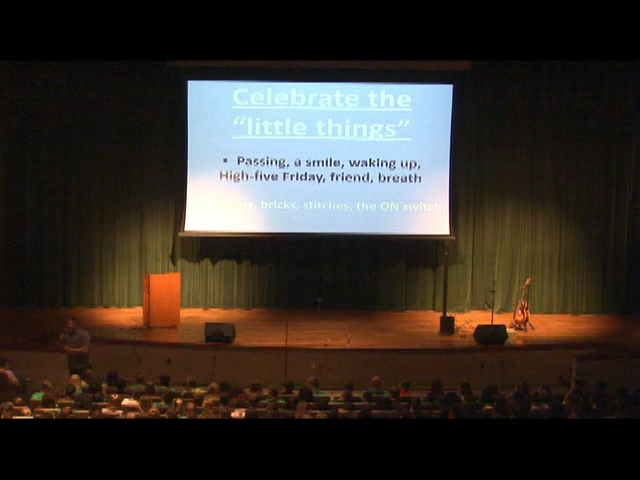 Celebrate the
“little things”
▪ Passing, a smile, waking up,
High-five Friday, friend, breath
bricks, stitches, the ON switch